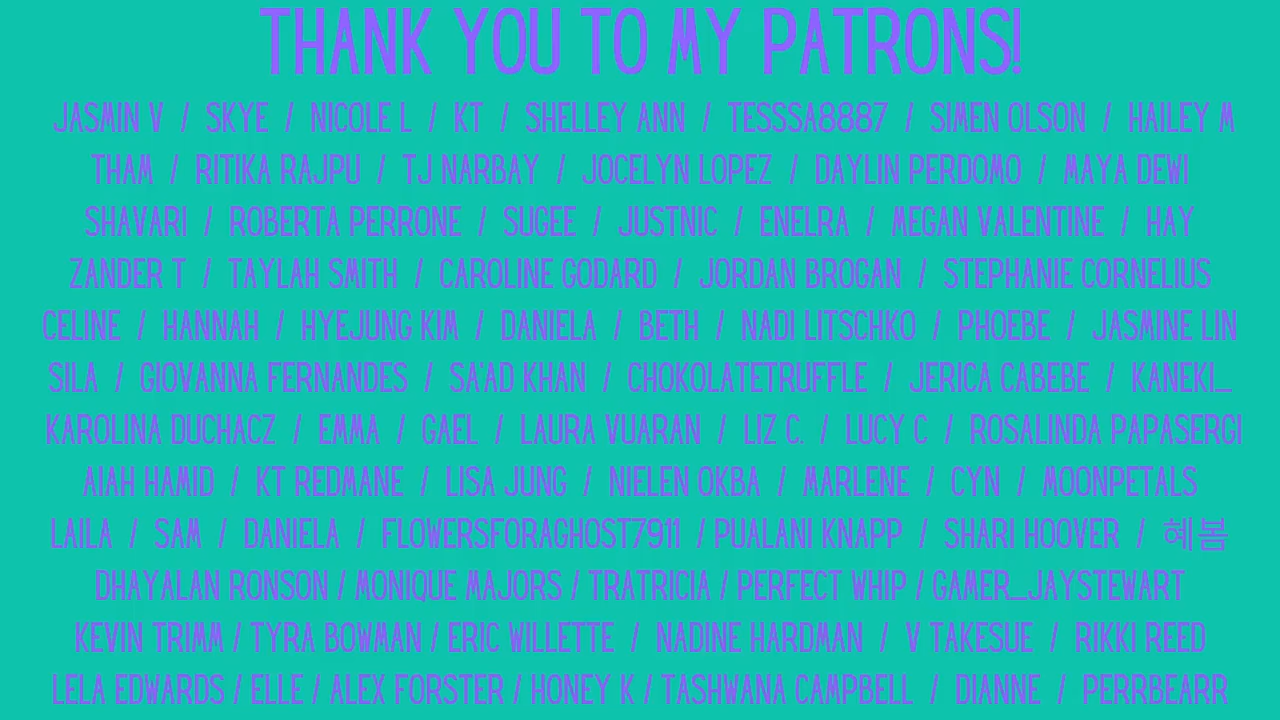 THANK YOU TO MY PATRONS!
JASMIN V / SKYE / NICOLE L / KT / SHELLEY ANN / TESSSA8887 / SIMEN OLSON / HAILEY M
THAM / RITIKA RAJPU / TJ NARBAY / JOCELYN LOPEZ / DAYLIN PERDOMO / MAYA DEWI
SHAVARI / ROBERTA PERRONE / SUGEE / JUSTNIC / ENELRA / MEGAN VALENTINE / HAY
ZANDER T / TAYLAH SMITH / CAROLINE GODARD / JORDAN BROGAN / STEPHANIE CORNELIUS
CELINE / HANNAH / HYEJUNG KIM / DANIELA / BETH / NADI LITSCHKO / PHOEBE / JASMINE LIN
SILA / GIOVANNA FERNANDES / SA'AD KHAN / CHOKOLATETRUFFLE / JERICA CABEBE / KANEKI_
KAROLINA DUCHACZ / EMMA / GAEL / LAURA VUARAN / LIZ C. / LUCY C / ROSALINDA PAPASERGI
AIAH HAMID / KT REDMANE / LISA JUNG / NIELEN OKBA / MARLENE / CYN / MOONPETALS
LAILA / SAM / DANIELA / FLOWERSFORAGHOST7911 / PUALANI KNAPP / SHARI HOOVER / 혜봄
DHAYALAN RONSON / MONIQUE MAJORS / TRATRICIA / PERFECT WHIP / GAMER_JAYSTEWART
KEVIN TRIMM / TYRA BOWMAN / ERIC WILLETTE / NADINE HARDMAN / V TAKESUE / RIKKI REED
LELA EDWARDS / ELLE / ALEX FORSTER / HONEY K / TASHWANA CAMPBELL / DIANNE / PERRBEARR